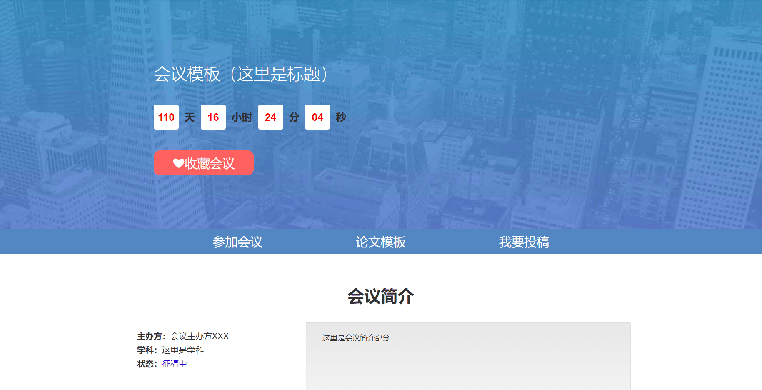 会议模板（这里是标题）
110 天 16 小时 24 分 04 秒
收藏会议
参加会议 论文模板 我要投稿
会议简介
主办方：会议主办方XXX
学科：这里是学科
状态：征稿中
这里是会议简介部分